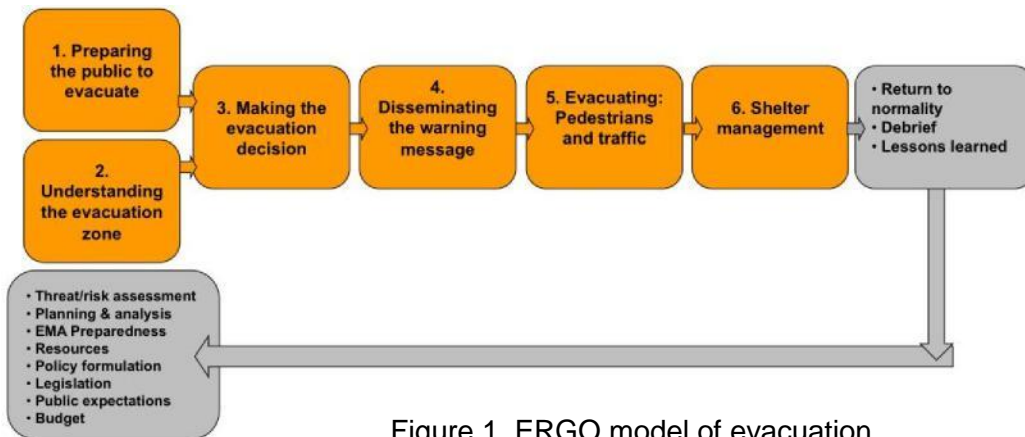 1. Preparing
the public to
evacuate
2.
Understanding
the evacuation
zone
3. Making the
evacuation
decision
4.
Disseminating
the warning
message
5. Evacuating:
Pedestrians
and traffic
6. Shelter
management
• Return to
normality
• Debrief
• Lessons learned
• Threat/risk assessment
• Planning & analysis
• EMA Preparedness
• Resources
• Policy formulation
• Legislation
• Public expectations
• Budget
Figure 1. ERGO model of evacuation